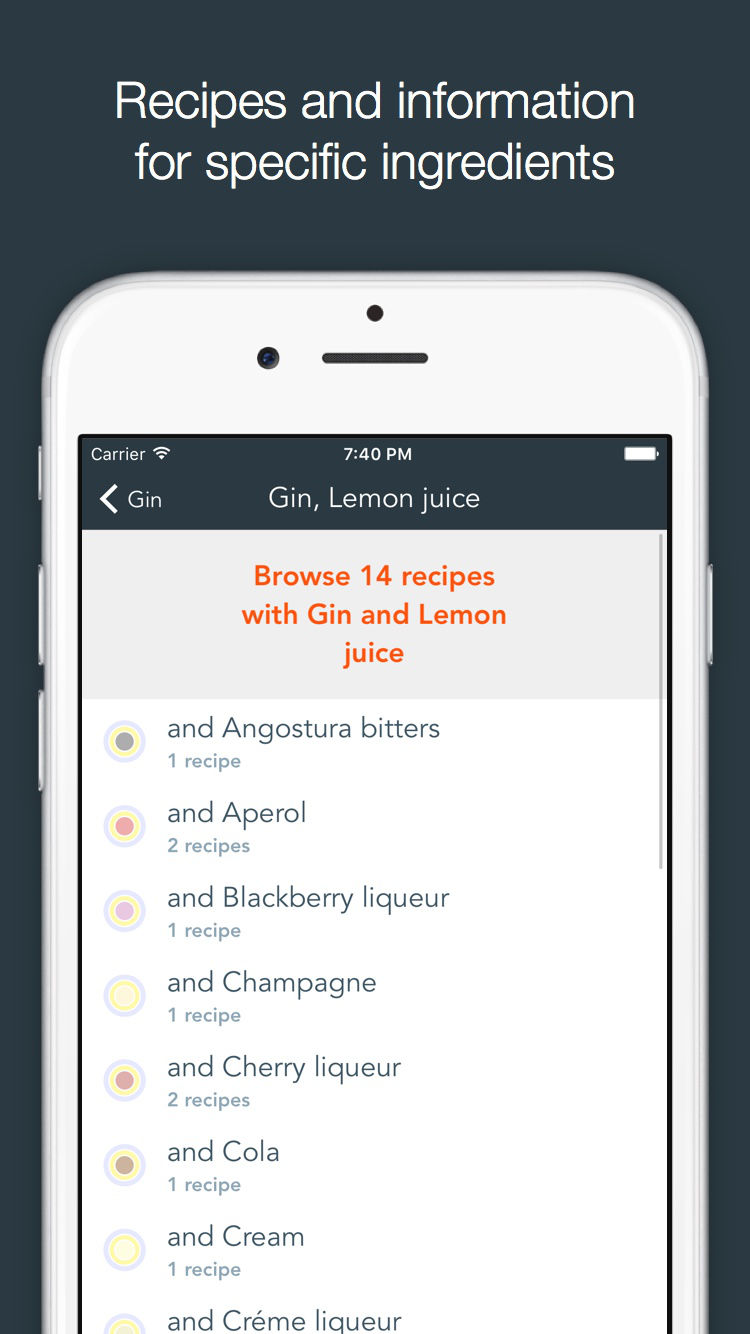 Recipes and information
for specific ingredients
Carrier 7:40 PM
Gin Gin, Lemon juice
Browse 14 recipes
with Gin and Lemon
juice
and Angostura bitters
1 recipe
and Aperol
2 recipes
and Blackberry liqueur
1 recipe
and Champagne
1 recipe
and Cherry liqueur
2 recipes
and Cola
1 recipe
and Cream
1 recipe
and Créme liqueur